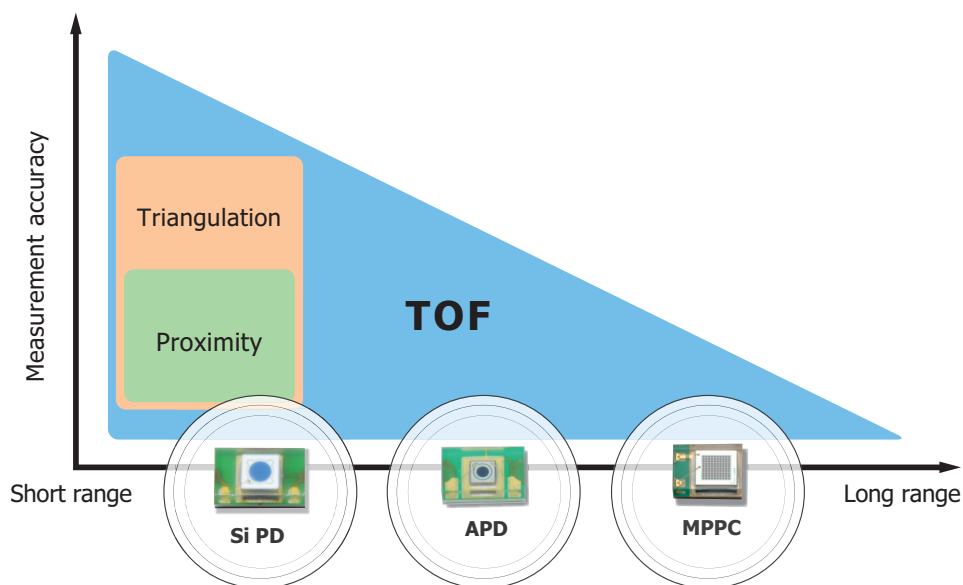 Measurement accuracy
Triangulation
Proximity
TOF
Short range
Long range
Si PD
APD
MPPC